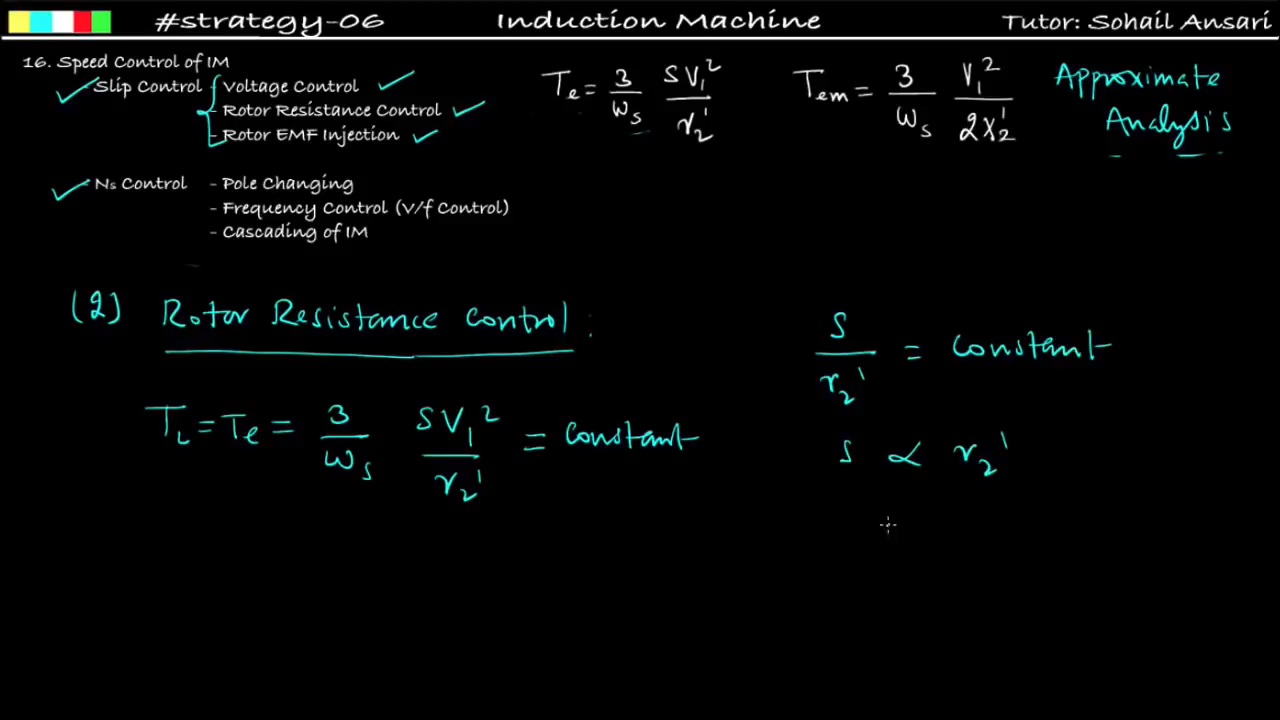 #strategy-06 Induction Machine Tutor: Sohail Ansari
16. Speed Control of IM
Slip Control - Voltage Control
- Rotor Resistance Control
- Rotor EMF Injection
Te = 3/ωs SV1²/r2'
Tem = 3/ωs V1²/2x2'
Approximate
Analysis
- Ns Control - Pole Changing
- Frequency Control (V/f Control)
- Cascading of IM
(2) Rotor Resistance Control :
TL = Te = 3/ωs SV1²/r2' = constant
s/r2' = constant
s ∝ r2'